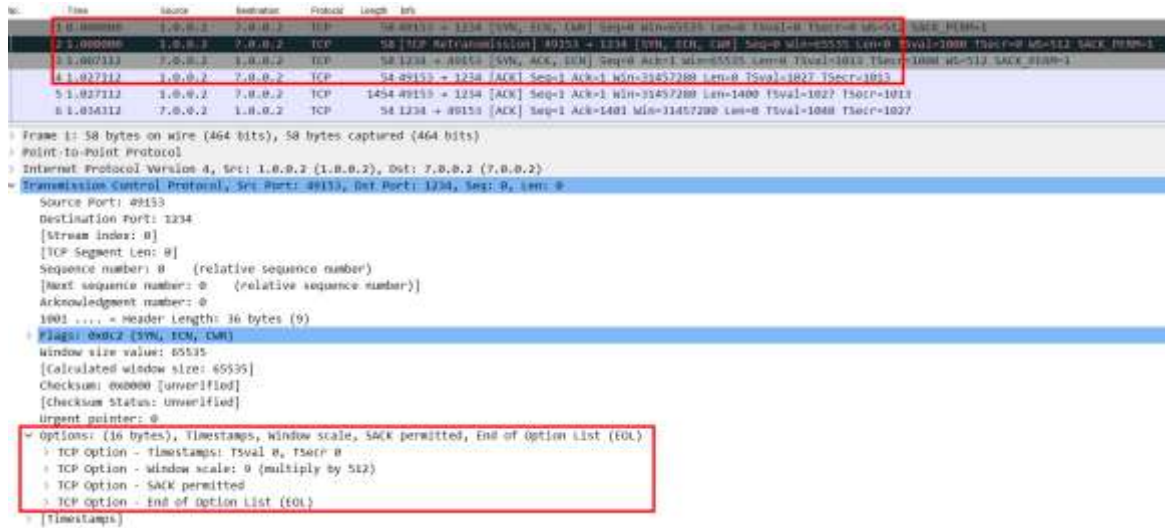 No. Time Source Destination Protocol Length Info
1 0.000000 1.0.0.2 7.0.0.2 TCP 58 49153 → 1234 [SYN, ECN, CWR] Seq=0 Win=65535 Len=0 TSval=0 TSecr=0 WS=512 SACK_PERM=1
2 1.000000 1.0.0.2 7.0.0.2 TCP 58 [TCP Retransmission] 49153 → 1234 [SYN, ECN, CWR] Seq=0 Win=65535 Len=0 TSval=1000 TSecr=0 WS=512 SACK_PERM=1
3 1.007112 7.0.0.2 1.0.0.2 TCP 58 1234 → 49153 [SYN, ACK, ECN] Seq=0 Ack=1 Win=65535 Len=0 TSval=1013 TSecr=1000 WS=512 SACK_PERM=1
4 1.027112 1.0.0.2 7.0.0.2 TCP 54 49153 → 1234 [ACK] Seq=1 Ack=1 Win=31457280 Len=0 TSval=1027 TSecr=1013
5 1.027112 1.0.0.2 7.0.0.2 TCP 1454 49153 → 1234 [ACK] Seq=1 Ack=1 Win=31457280 Len=1400 TSval=1027 TSecr=1013
6 1.034312 7.0.0.2 1.0.0.2 TCP 54 1234 → 49153 [ACK] Seq=1 Ack=1401 Win=31457280 Len=0 TSval=1040 TSecr=1027
Frame 1: 58 bytes on wire (464 bits), 58 bytes captured (464 bits)
Point-to-Point Protocol
Internet Protocol Version 4, Src: 1.0.0.2 (1.0.0.2), Dst: 7.0.0.2 (7.0.0.2)
Transmission Control Protocol, Src Port: 49153, Dst Port: 1234, Seq: 0, Len: 0
Source Port: 49153
Destination Port: 1234
[Stream index: 0]
[TCP Segment Len: 0]
Sequence number: 0 (relative sequence number)
[Next sequence number: 0 (relative sequence number)]
Acknowledgment number: 0
1001 .... = Header Length: 36 bytes (9)
Flags: 0x0C2 (SYN, ECN, CWR)
Window size value: 65535
[Calculated window size: 65535]
Checksum: 0x0000 [unverified]
[Checksum Status: Unverified]
Urgent pointer: 0
Options: (16 bytes), Timestamps, Window scale, SACK permitted, End of Option List (EOL)
TCP Option - Timestamps: TSval 0, TSecr 0
TCP Option - Window scale: 9 (multiply by 512)
TCP Option - SACK permitted
TCP Option - End of Option List (EOL)
[Timestamps]